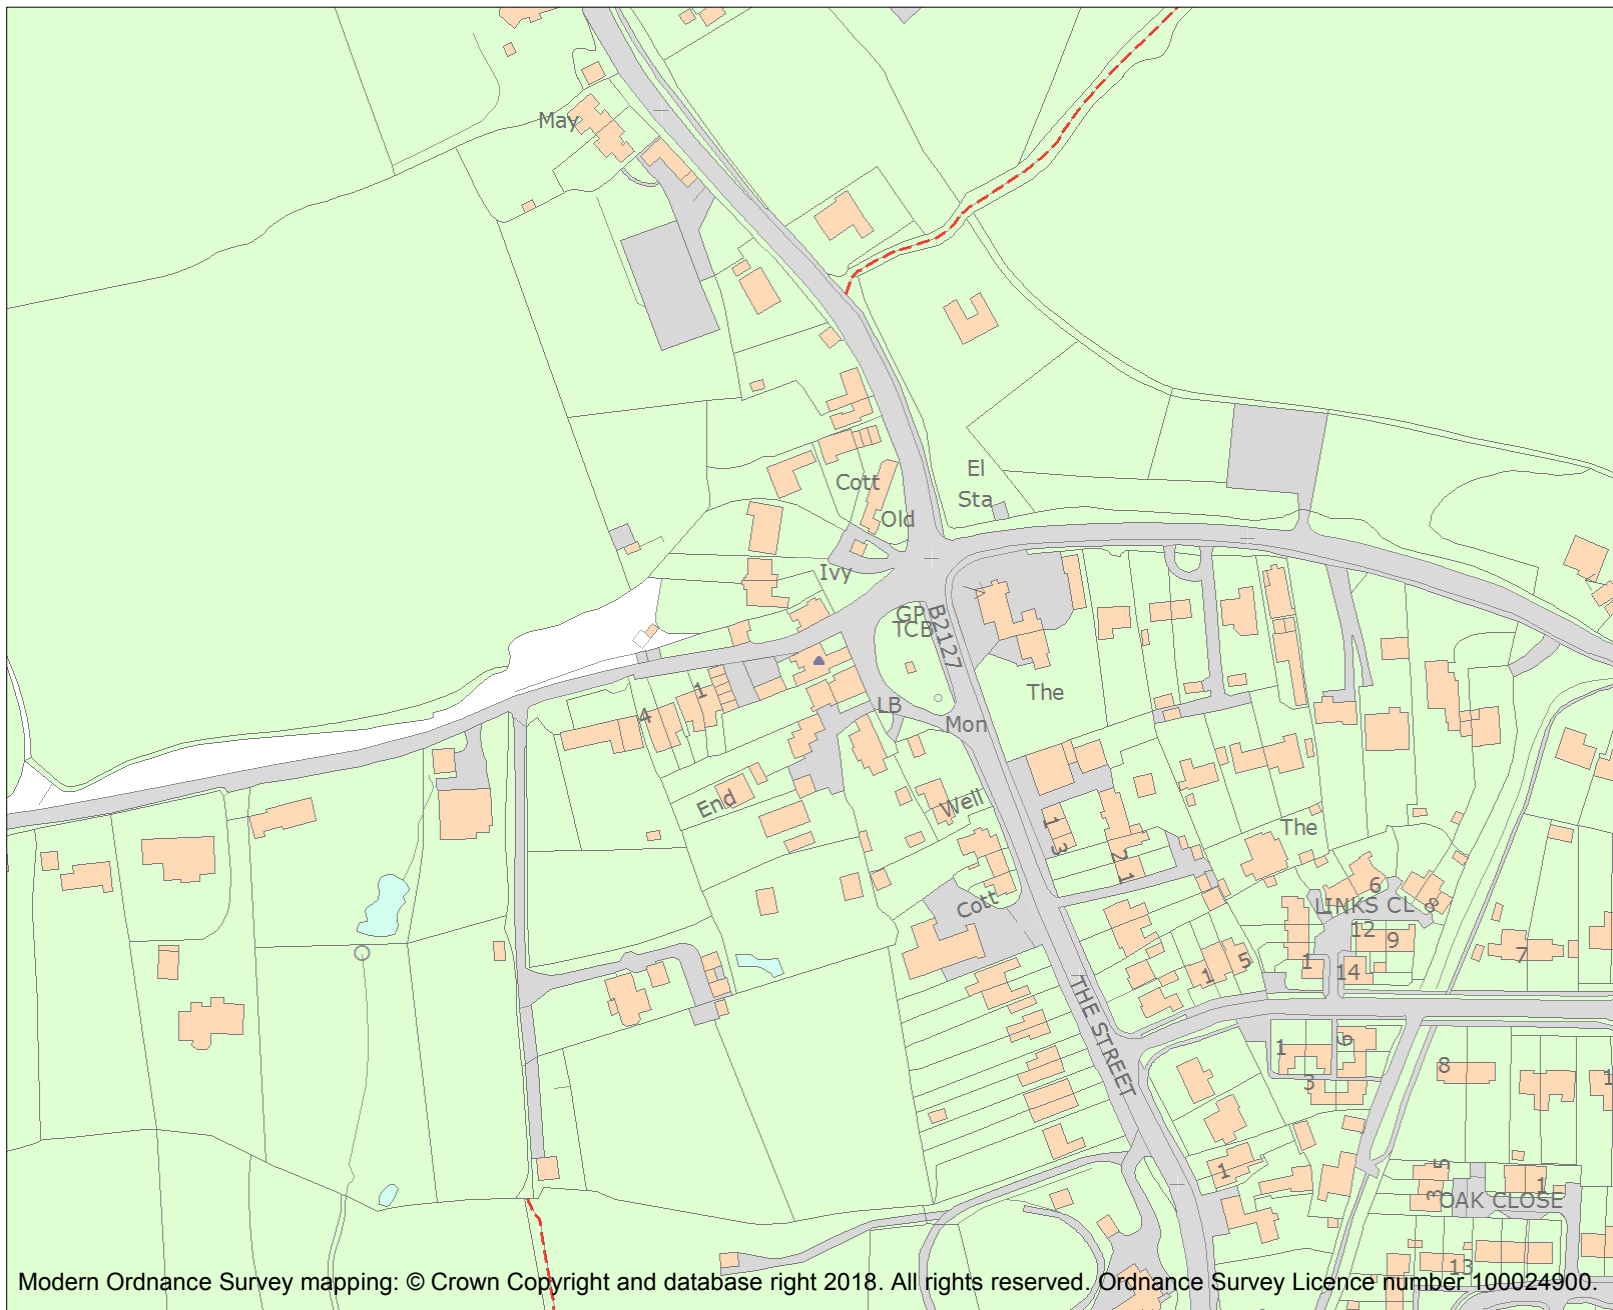 May
El
Cott
Sta
Old
Ivy
GP
TCB
B2127
The
1
LB
4
Mon
End
Well
1
3
The
2
1
6
Cott
LINKS CL
8
12
9
7
5
1
1
14
THE STREET
1
9
8
3
1
5
1
3
1
OAK CLOSE
13
Modern Ordnance Survey mapping: © Crown Copyright and database right 2018. All rights reserved. Ordnance Survey Licence number 100024900.